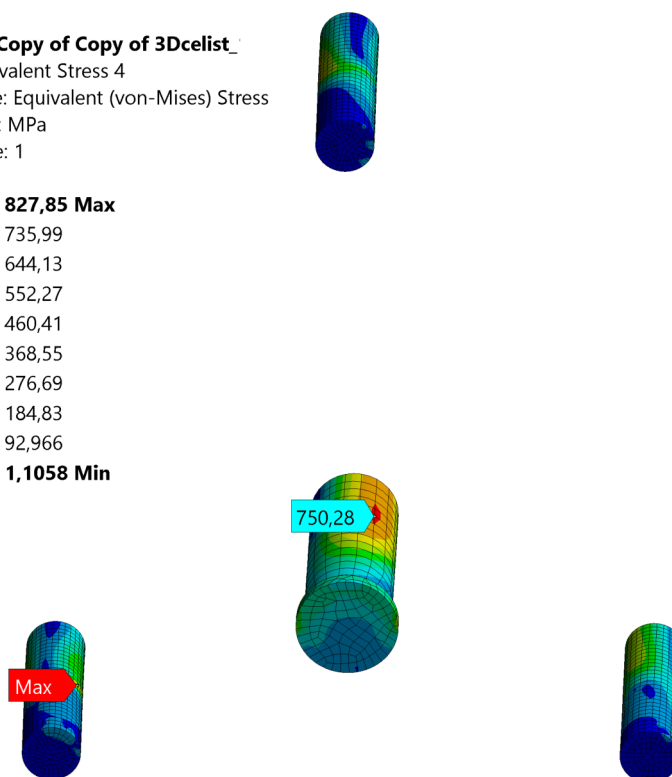 Copy of Copy of 3Dcelist_
valent Stress 4
e: Equivalent (von-Mises) Stress
: MPa
e: 1
827,85 Max
735,99
644,13
552,27
460,41
368,55
276,69
184,83
92,966
1,1058 Min
750,28
Max